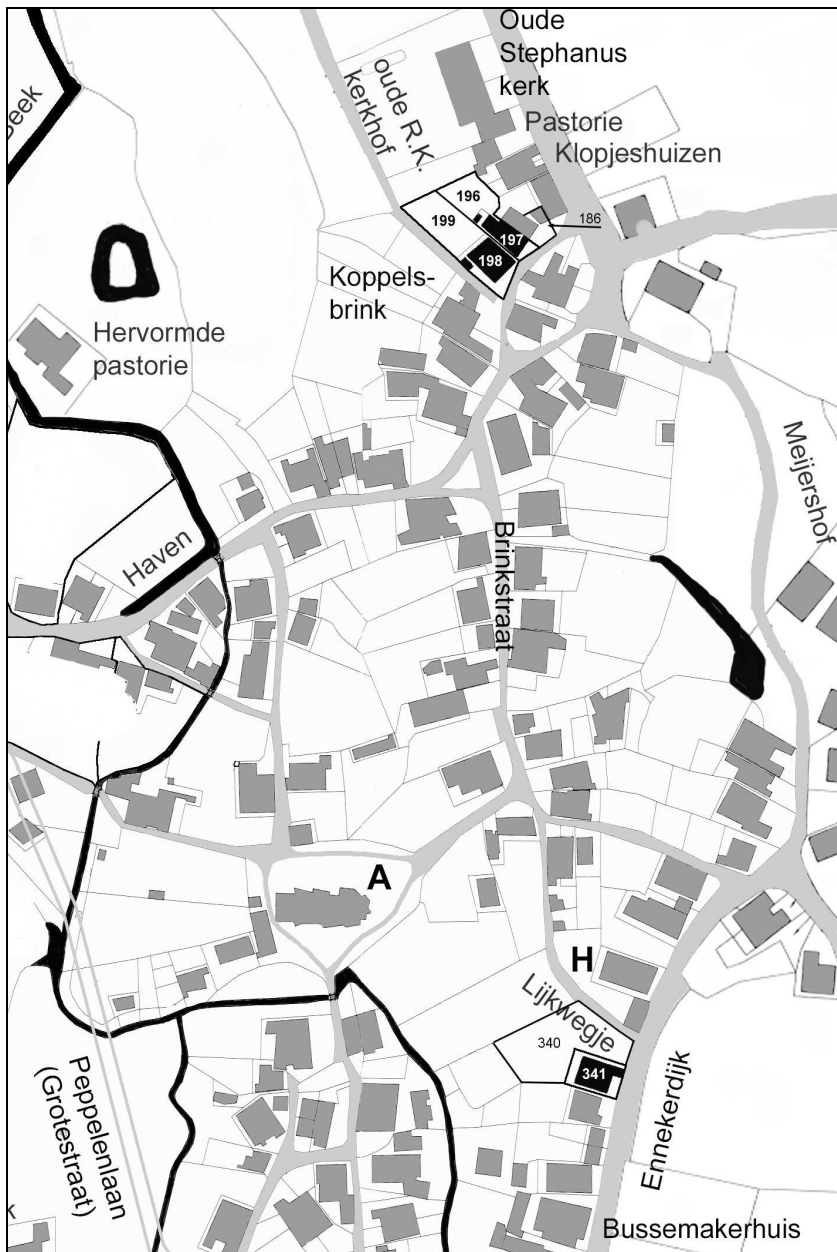 Oude
Stephanus
kerk
oude R.K.
kerkhof
Pastorie
Klopjeshuizen
196
199
197
186
198
Koppels-
brink
Hervormde
pastorie
Meijershof
Haven
Brinkstraat
A
H
Lijkwegje
340
341
Peppelenlaan
(Grotestraat)
Ennekerdijk
Bussemakerhuis